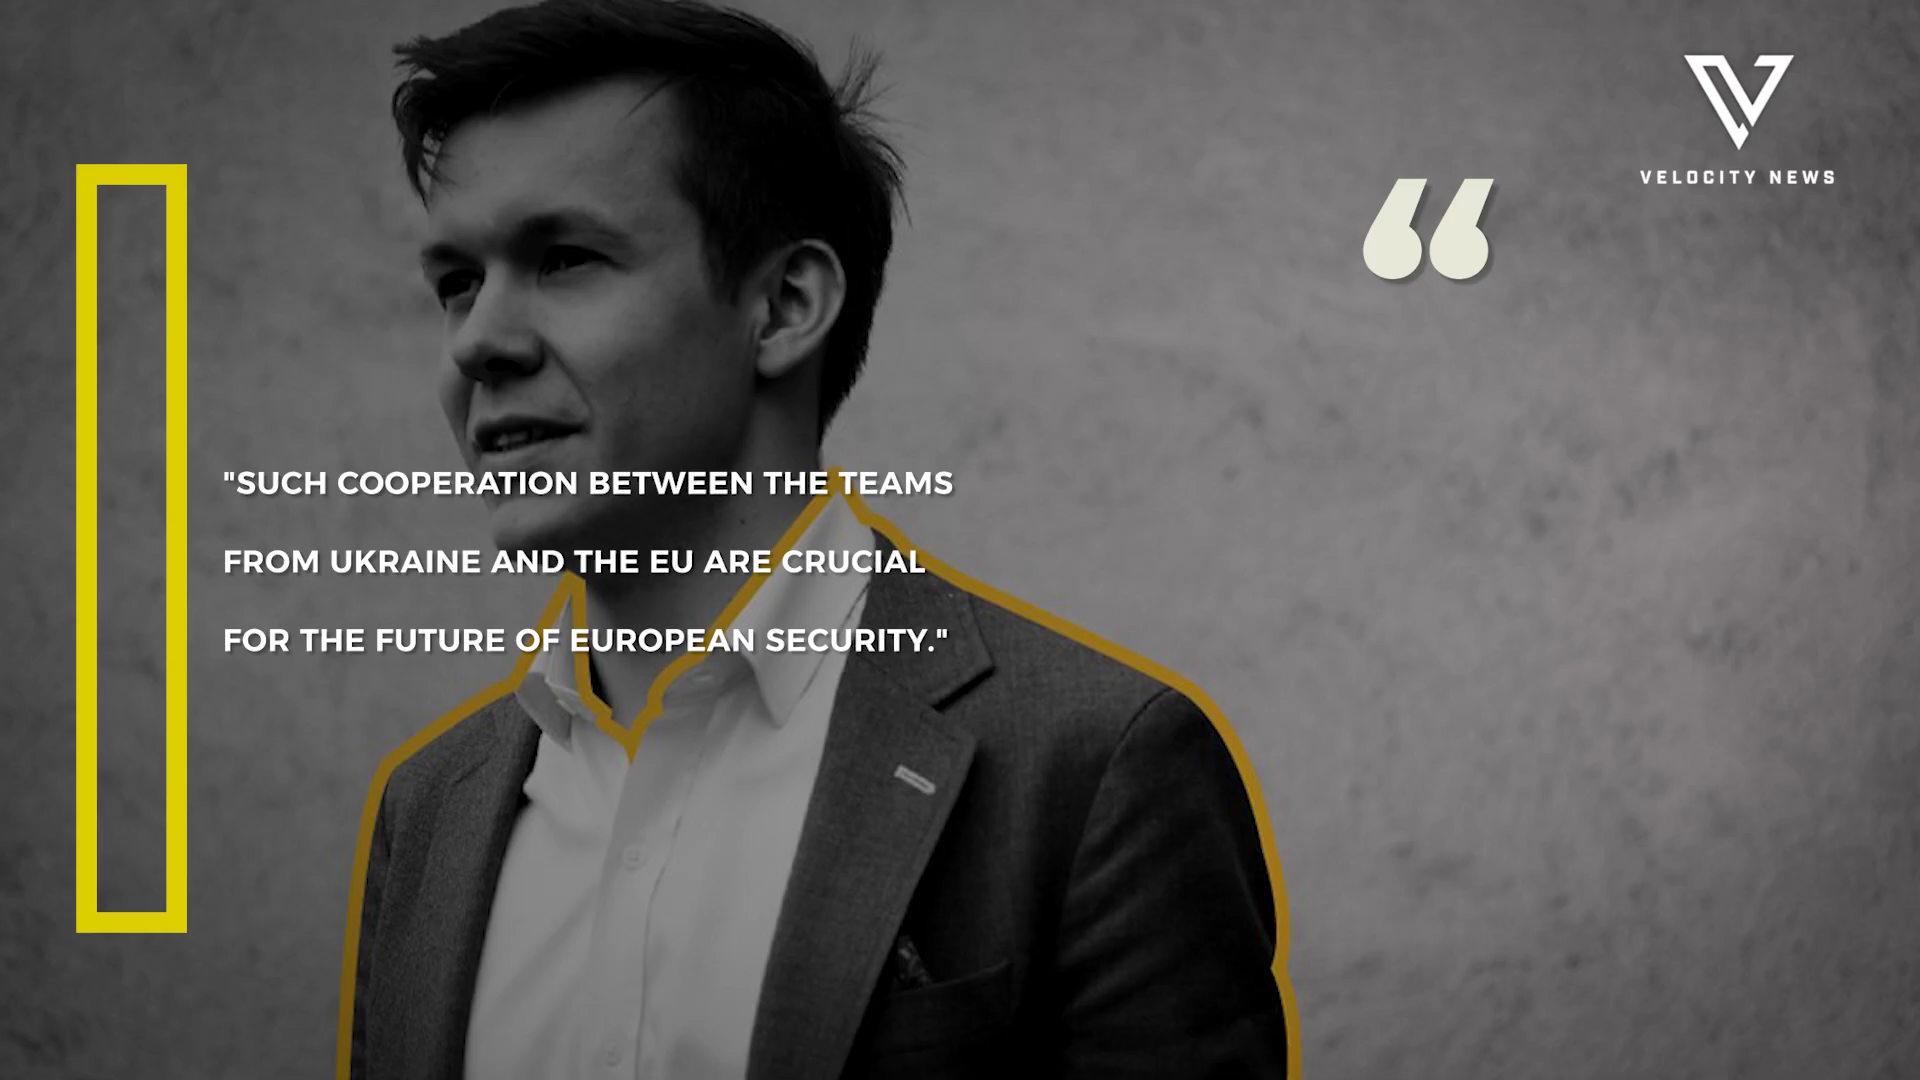 VELOCITY NEWS
"SUCH COOPERATION BETWEEN THE TEAMS
FROM UKRAINE AND THE EU ARE CRUCIAL
FOR THE FUTURE OF EUROPEAN SECURITY."